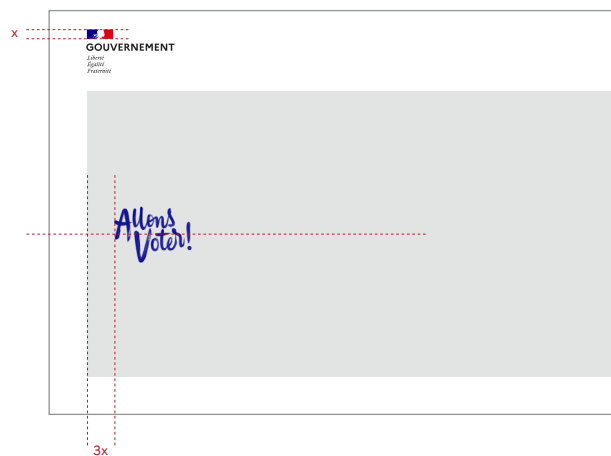 x
GOUVERNEMENT
Liberté
Égalité
Fraternité
Allons
Voter!
3x